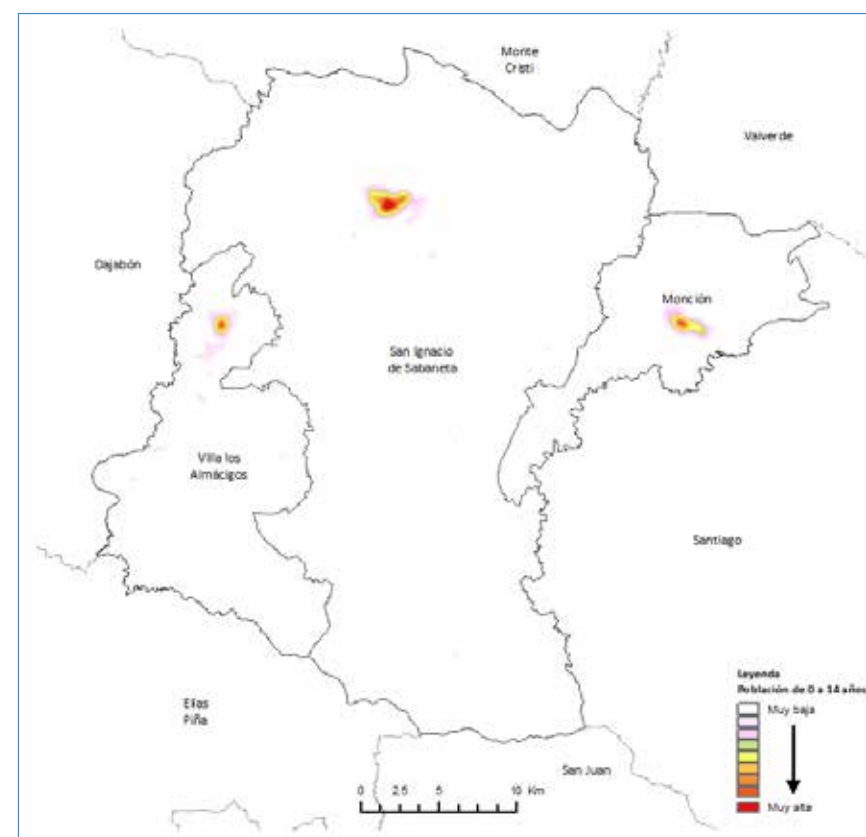 Monte
Cristi
Valverde
Dajabón
Monción
San Ignacio
de Sabaneta
Villa los
Almácigos
Santiago
Elías
Piña
San Juan
Leyenda
Población de 0 a 14 años
Muy baja
Muy alta
0 2.5 5 10 Km